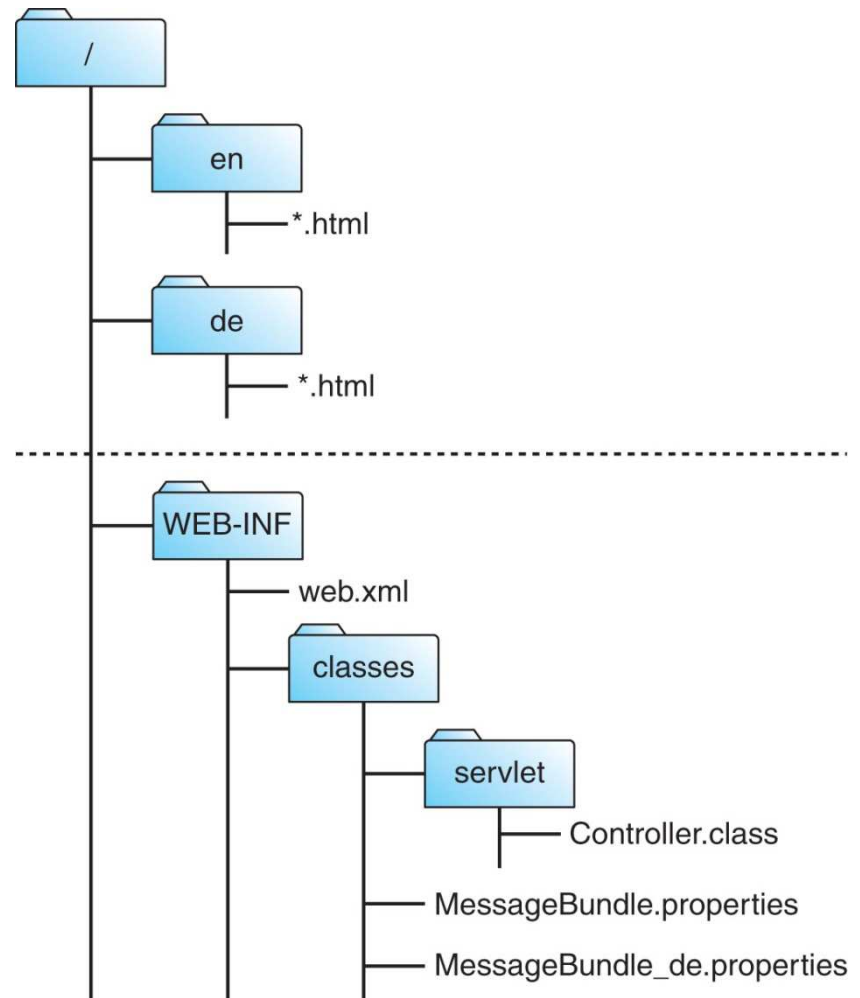 /
en
*.html
de
*.html
WEB-INF
web.xml
classes
servlet
Controller.class
MessageBundle.properties
MessageBundle_de.properties